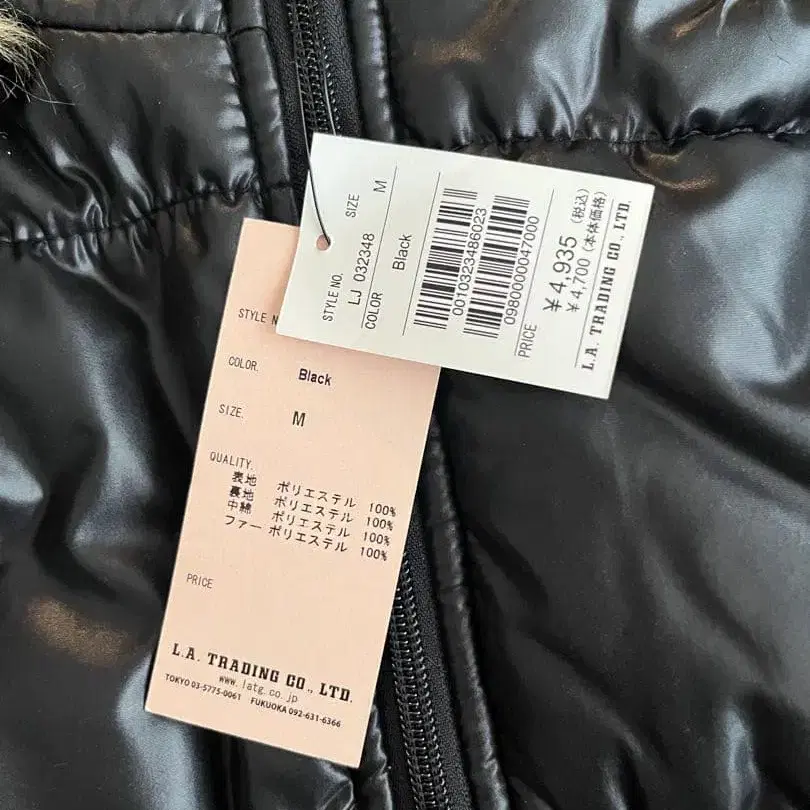 STYLE NO.
LJ 032348
SIZE M
COLOR
Black
0010323486023
0980000047000
PRICE
¥4,935 (税込)
¥4,700 (本体価格)
L.A. TRADING CO., LTD.
STYLE N
COLOR. Black
SIZE. M
QUALITY.
表地 ポリエステル 100%
裏地 ポリエステル 100%
中綿 ポリエステル 100%
ファー ポリエステル 100%
PRICE
L.A. TRADING CO., LTD.
www.latg.co.jp
TOKYO 03-5775-0061 FUKUOKA 092-631-6366